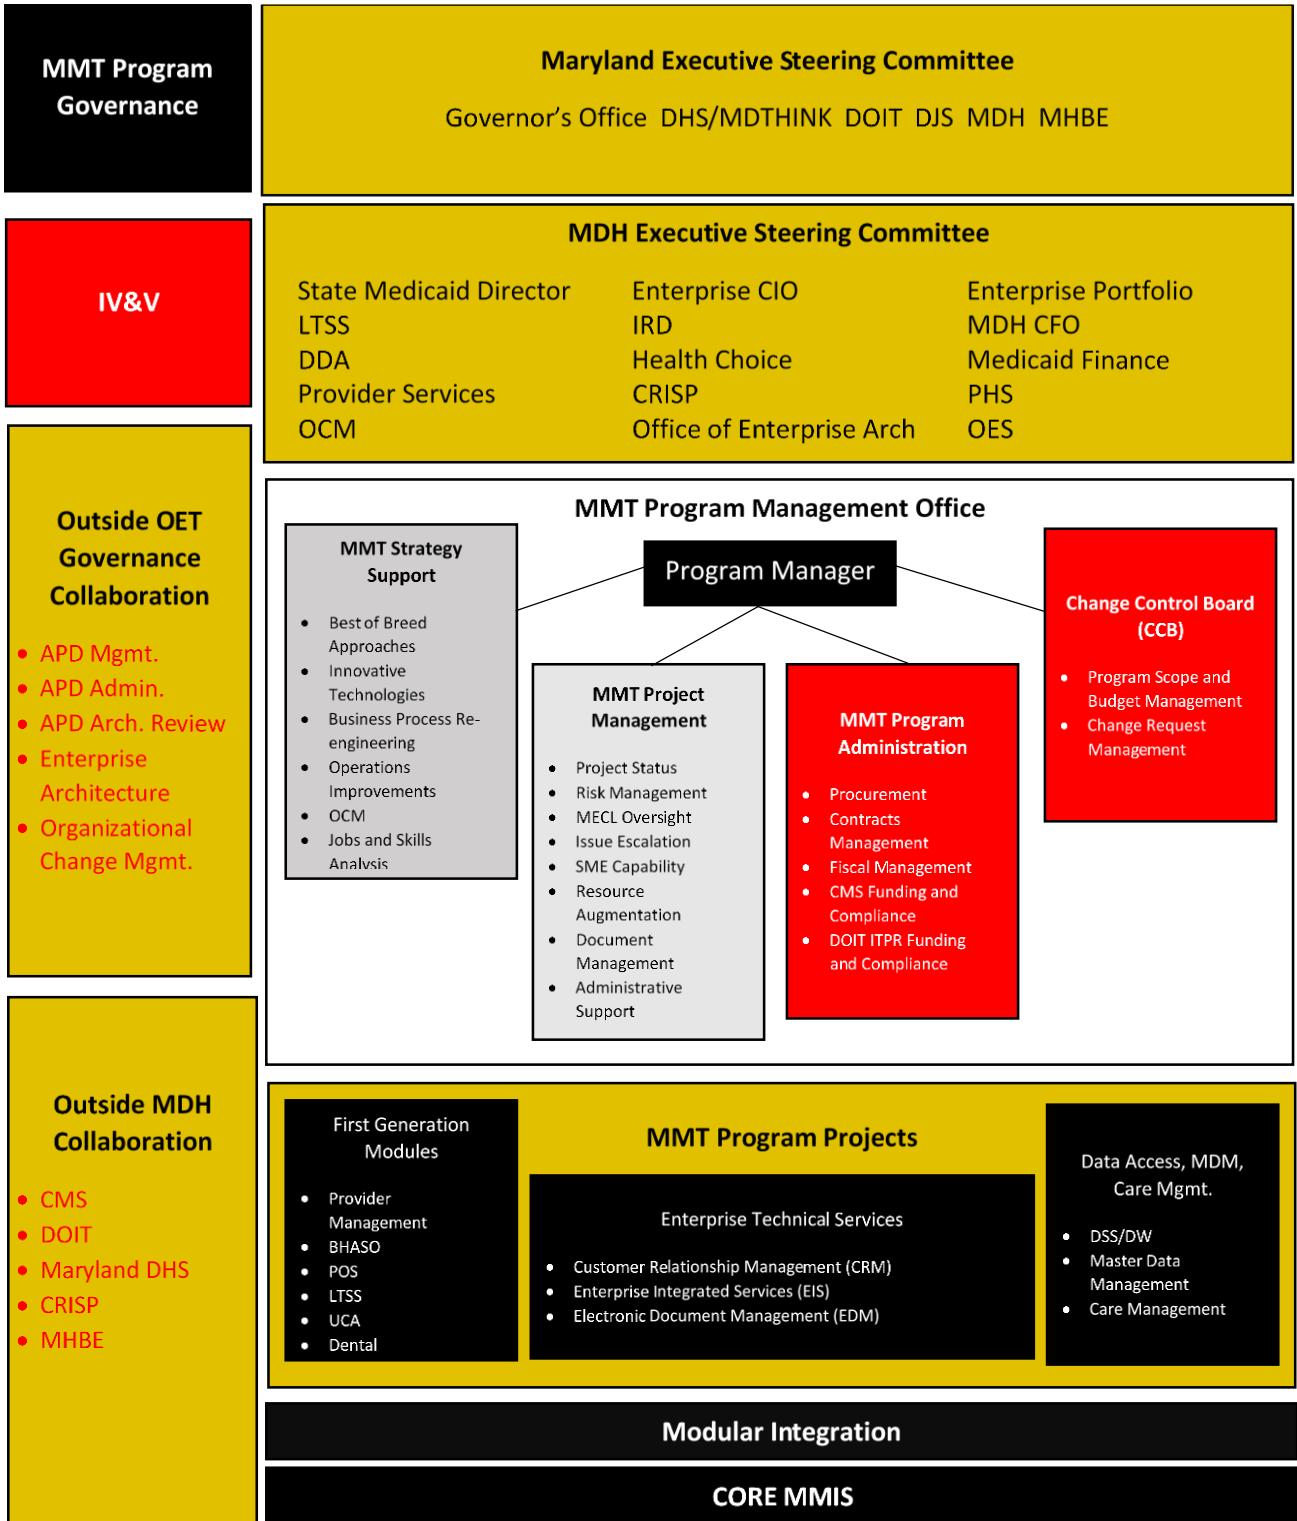 MMT Program
Governance
Maryland Executive Steering Committee
Governor’s Office DHS/MDTHINK DOIT DJS MDH MHBE
IV&V
MDH Executive Steering Committee
State Medicaid Director
LTSS
DDA
Provider Services
OCM
Enterprise CIO
IRD
Health Choice
CRISP
Office of Enterprise Arch
Enterprise Portfolio
MDH CFO
Medicaid Finance
PHS
OES
Outside OET
Governance
Collaboration
• APD Mgmt.
• APD Admin.
• APD Arch. Review
• Enterprise
Architecture
• Organizational
Change Mgmt.
MMT Program Management Office
MMT Strategy
Support
• Best of Breed
Approaches
• Innovative
Technologies
• Business Process Re-
engineering
• Operations
Improvements
• OCM
• Jobs and Skills
Analysis
Program Manager
MMT Project
Management
• Project Status
• Risk Management
• MECL Oversight
• Issue Escalation
• SME Capability
• Resource
Augmentation
• Document
Management
• Administrative
Support
MMT Program
Administration
• Procurement
• Contracts
Management
• Fiscal Management
• CMS Funding and
Compliance
• DOIT ITPR Funding
and Compliance
Change Control Board
(CCB)
• Program Scope and
Budget Management
• Change Request
Management
Outside MDH
Collaboration
• CMS
• DOIT
• Maryland DHS
• CRISP
• MHBE
MMT Program Projects
First Generation
Modules
• Provider
Management
• BHASO
• POS
• LTSS
• UCA
• Dental
Enterprise Technical Services
• Customer Relationship Management (CRM)
• Enterprise Integrated Services (EIS)
• Electronic Document Management (EDM)
Data Access, MDM,
Care Mgmt.
• DSS/DW
• Master Data
Management
• Care Management
Modular Integration
CORE MMIS